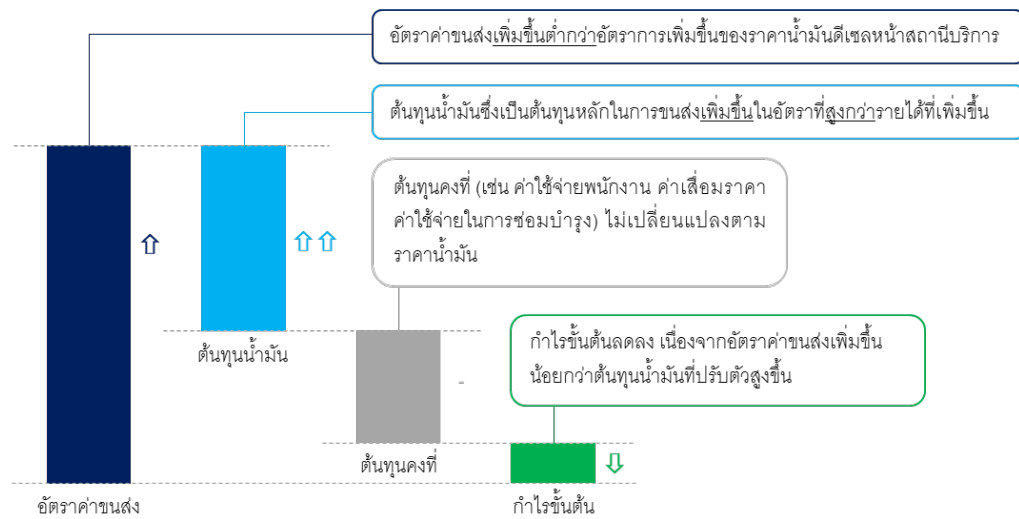 อัตราค่าขนส่งเพิ่มขึ้นต่ำกว่าอัตราการเพิ่มขึ้นของราคาน้ำมันดีเซลหน้าสถานีบริการ
ต้นทุนน้ำมันซึ่งเป็นต้นทุนหลักในการขนส่งเพิ่มขึ้นในอัตราที่สูงกว่ารายได้ที่เพิ่มขึ้น
ต้นทุนคงที่ (เช่น ค่าใช้จ่ายพนักงาน ค่าเสื่อมราคา
ค่าใช้จ่ายในการซ่อมบำรุง) ไม่เปลี่ยนแปลงตาม
ราคาน้ำมัน
กำไรขั้นต้นลดลง เนื่องจากอัตราค่าขนส่งเพิ่มขึ้น
น้อยกว่าต้นทุนน้ำมันที่ปรับตัวสูงขึ้น
ต้นทุนน้ำมัน
-
ต้นทุนคงที่
อัตราค่าขนส่ง
กำไรขั้นต้น